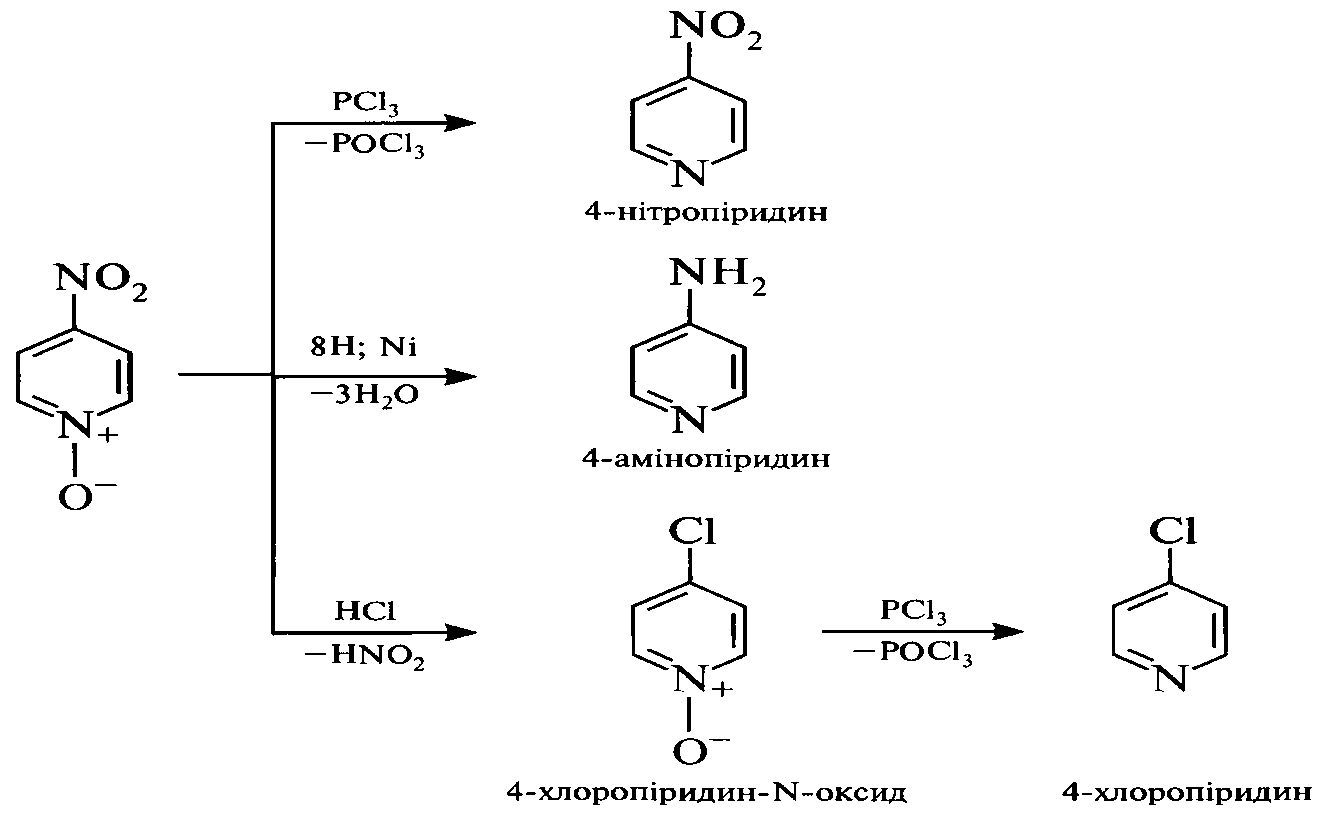 NO₂
PCl₃
−POCl₃
N
4-нітропіридин
NO₂
N+
O−
8H; Ni
−3H₂O
NH₂
N
4-амінопіридин
HCl
−HNO₂
Cl
N+
O−
4-хлоропіридин-N-оксид
PCl₃
−POCl₃
Cl
N
4-хлоропіридин